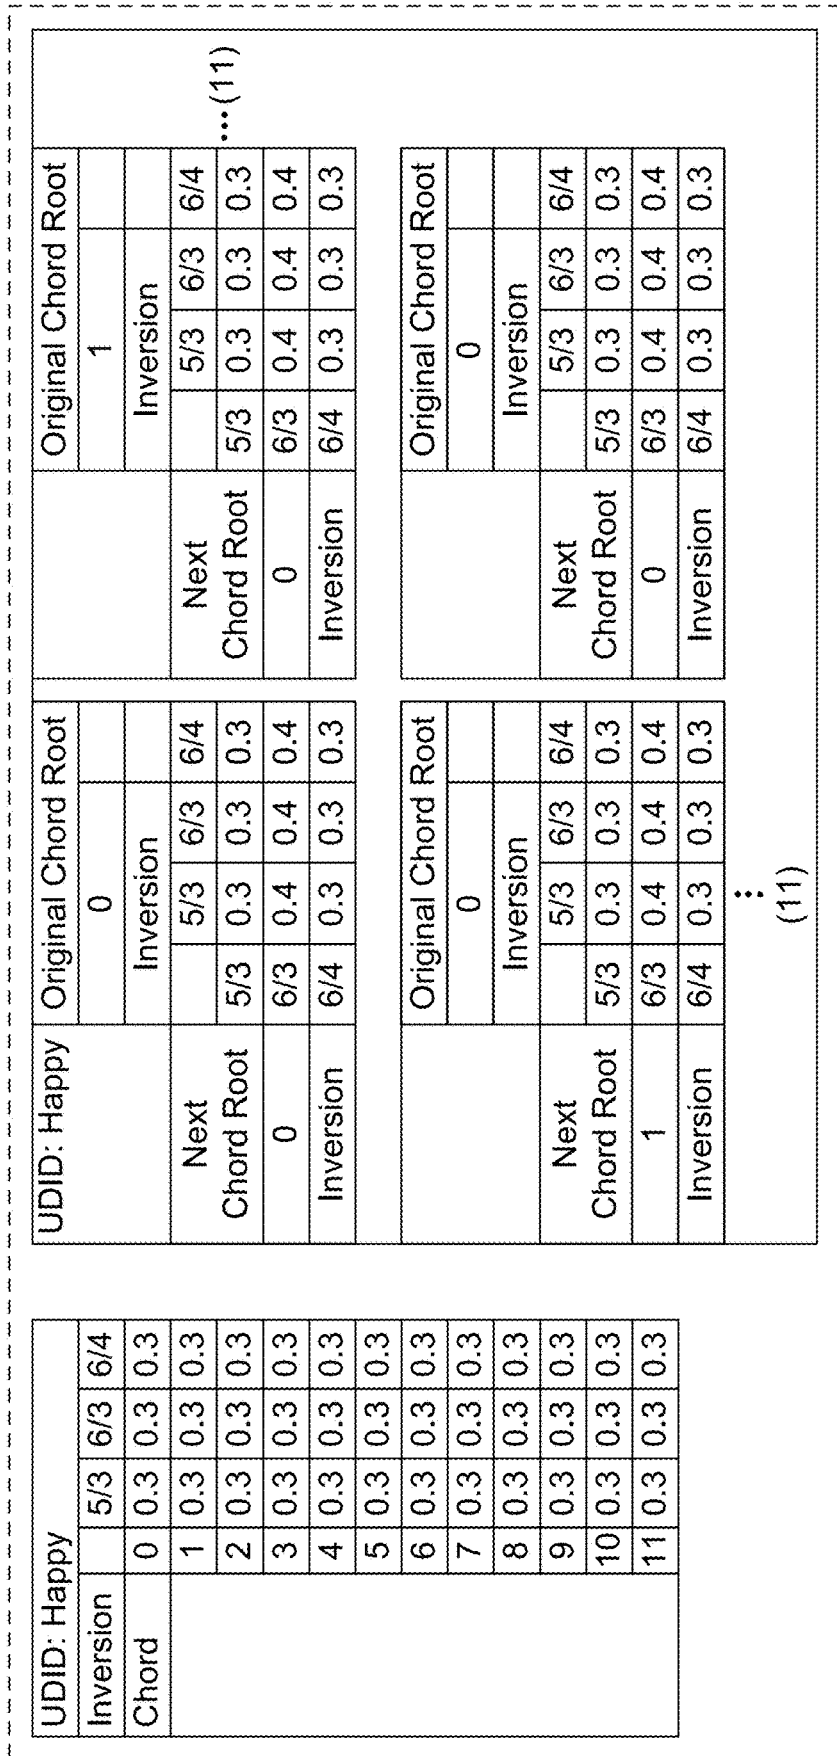 UDID: Happy
Inversion 5/3 6/3 6/4
Chord 0 0.3 0.3 0.3
1 0.3 0.3 0.3
2 0.3 0.3 0.3
3 0.3 0.3 0.3
4 0.3 0.3 0.3
5 0.3 0.3 0.3
6 0.3 0.3 0.3
7 0.3 0.3 0.3
8 0.3 0.3 0.3
9 0.3 0.3 0.3
10 0.3 0.3 0.3
11 0.3 0.3 0.3
UDID: Happy Original Chord Root
0
Inversion
Next 5/3 6/3 6/4
Chord Root 5/3 0.3 0.3 0.3
0 6/3 0.4 0.4 0.4
Inversion 6/4 0.3 0.3 0.3
Original Chord Root
1
Inversion
Next 5/3 6/3 6/4
Chord Root 5/3 0.3 0.3 0.3
0 6/3 0.4 0.4 0.4
Inversion 6/4 0.3 0.3 0.3
...(11)
Original Chord Root
0
Inversion
Next 5/3 6/3 6/4
Chord Root 5/3 0.3 0.3 0.3
1 6/3 0.4 0.4 0.4
Inversion 6/4 0.3 0.3 0.3
Original Chord Root
0
Inversion
Next 5/3 6/3 6/4
Chord Root 5/3 0.3 0.3 0.3
0 6/3 0.4 0.4 0.4
Inversion 6/4 0.3 0.3 0.3
⋮
(11)